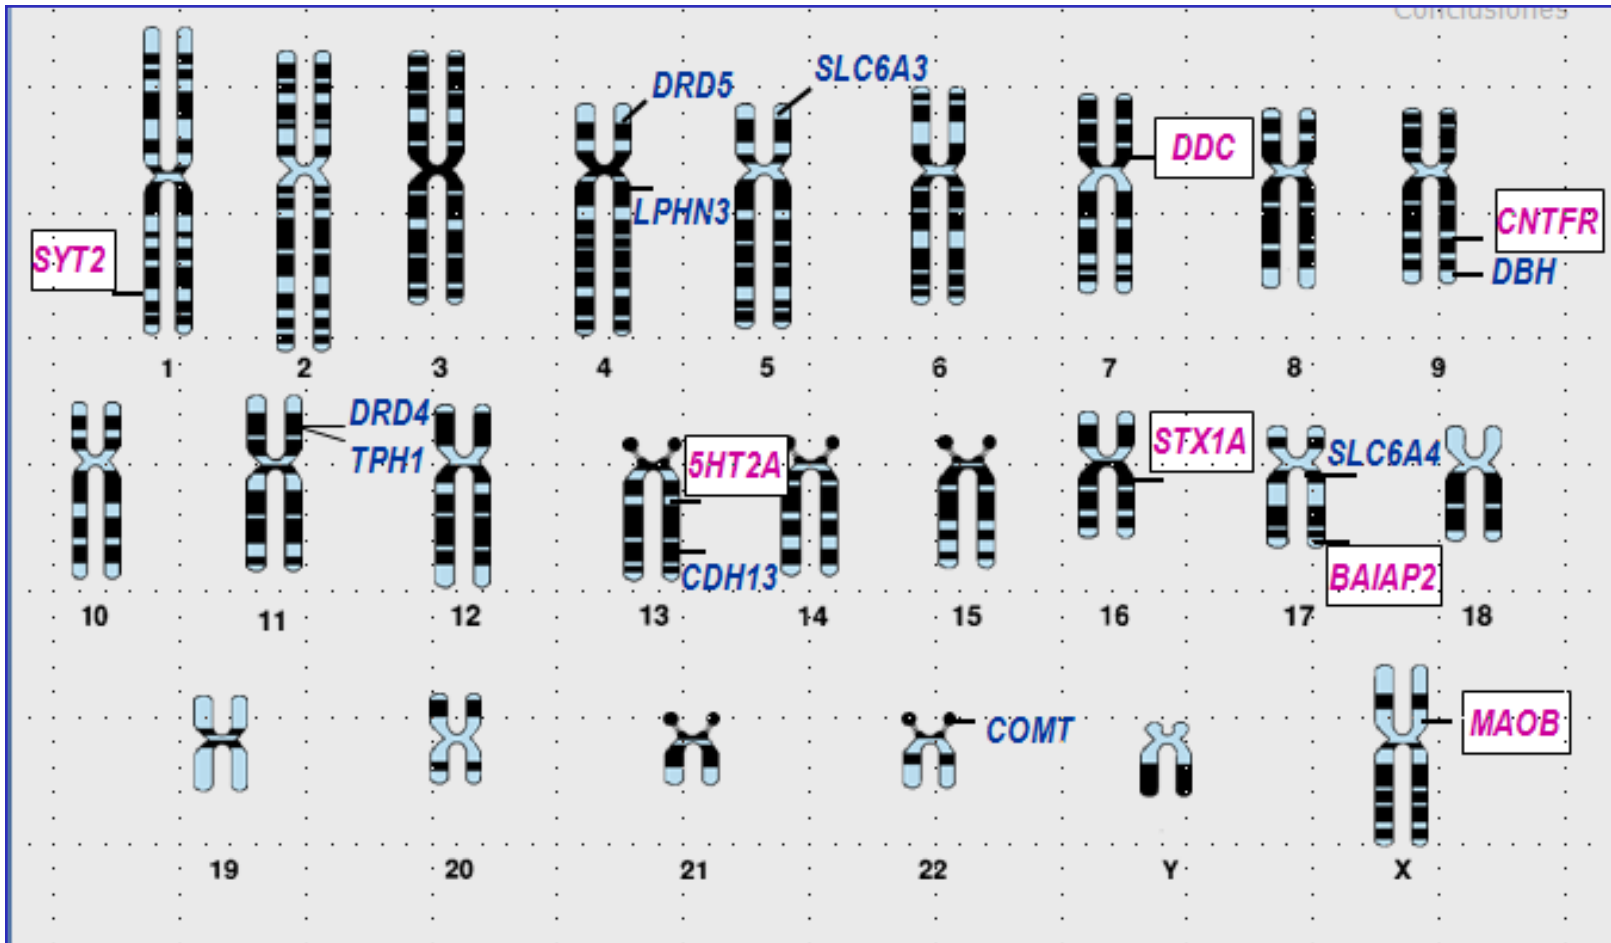 Conclusiones
DRD5
SLC6A3
DDC
LPHN3
CNTFR
SYT2
DBH
1 2 3 4 5 6 7 8 9
DRD4
TPH1
5HT2A
STX1A
SLC6A4
CDH13
BAIAP2
10 11 12 13 14 15 16 17 18
COMT
MAOB
19 20 21 22 Y X